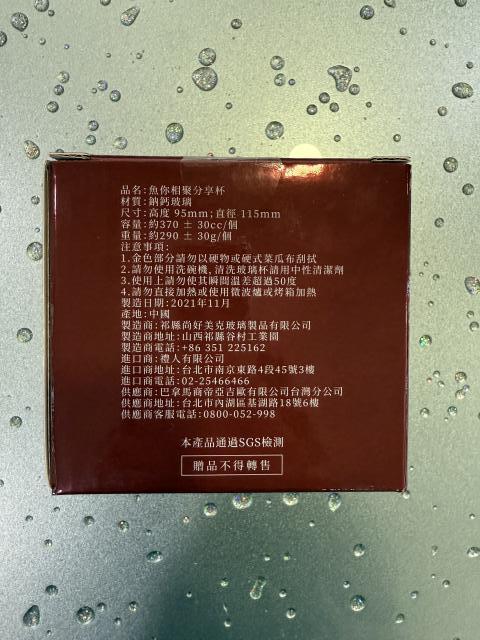 品名:魚你相聚分享杯
材質:鈉鈣玻璃
尺寸:高度 95mm;直徑 115mm
容量:約370 ± 30cc/個
重量:約290 ± 30g/個
注意事項:
1.金色部分請勿以硬物或硬式菜瓜布刮拭
2.請勿使用洗碗機,清洗玻璃杯請用中性清潔劑
3.使用上請勿使其瞬間溫差超過50度
4.請勿直接加熱或使用微波爐或烤箱加熱
製造日期:2021年11月
產地:中國
製造商:祁縣尚好美克玻璃製品有限公司
製造商地址:山西祁縣谷村工業園
製造商電話:+86 351 225162
進口商:禮人有限公司
進口商地址:台北市南京東路4段45號3樓
進口商電話:02-25466466
供應商:巴拿馬商帝亞吉歐有限公司台灣分公司
供應商地址:台北市內湖區基湖路18號6樓
供應商客服電話:0800-052-998
本產品通過SGS檢測
贈品不得轉售